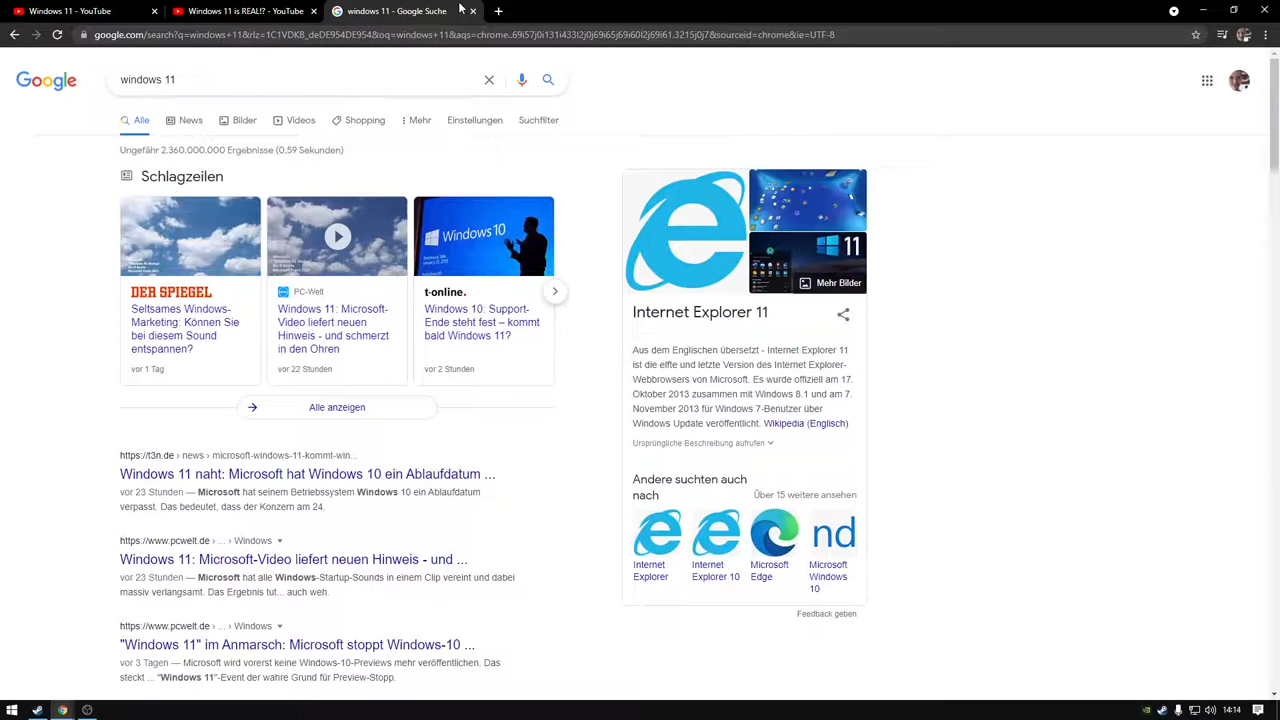 Windows 11 - YouTube
Windows 11 is REAL!? - YouTube
windows 11 - Google Suche
google.com/search?q=windows+11&rlz=1C1VDKB_deDE954DE954&oq=windows+11&aqs=chrome..69i57j0i131i433l2j0j69i65j69i60l2j69i61.3215j0j7&sourceid=chrome&ie=UTF-8
Google
windows 11
Alle
News
Bilder
Videos
Shopping
Mehr
Einstellungen
Suchfilter
Ungefähr 2.360.000.000 Ergebnisse (0,59 Sekunden)
Schlagzeilen
Windows 10
DER SPIEGEL
Seltsames Windows-
Marketing: Können Sie
bei diesem Sound
entspannen?
vor 1 Tag
PC-Welt
Windows 11: Microsoft-
Video liefert neuen
Hinweis - und schmerzt
in den Ohren
vor 22 Stunden
t-online.
Windows 10: Support-
Ende steht fest – kommt
bald Windows 11?
vor 2 Stunden
Alle anzeigen
https://t3n.de › news › microsoft-windows-11-kommt-win...
Windows 11 naht: Microsoft hat Windows 10 ein Ablaufdatum ...
vor 23 Stunden — Microsoft hat seinem Betriebssystem Windows 10 ein Ablaufdatum
verpasst. Das bedeutet, dass der Konzern am 24.
https://www.pcwelt.de › ... › Windows
Windows 11: Microsoft-Video liefert neuen Hinweis - und ...
vor 23 Stunden — Microsoft hat alle Windows-Startup-Sounds in einem Clip vereint und dabei
massiv verlangsamt. Das Ergebnis tut... auch weh.
https://www.pcwelt.de › ... › Windows
"Windows 11" im Anmarsch: Microsoft stoppt Windows-10 ...
vor 3 Tagen — Microsoft wird vorerst keine Windows-10-Previews mehr veröffentlichen. Das
steckt ... "Windows 11"-Event der wahre Grund für Preview-Stopp.
11
Mehr Bilder
Internet Explorer 11
Aus dem Englischen übersetzt - Internet Explorer 11
ist die elfte und letzte Version des Internet Explorer-
Webbrowsers von Microsoft. Es wurde offiziell am 17.
Oktober 2013 zusammen mit Windows 8.1 und am 7.
November 2013 für Windows 7-Benutzer über
Windows Update veröffentlicht. Wikipedia (Englisch)
Ursprüngliche Beschreibung aufrufen
Andere suchten auch
nach
Über 15 weitere ansehen
nd
Internet
Explorer
Internet
Explorer 10
Microsoft
Edge
Microsoft
Windows
10
Feedback geben
14:14